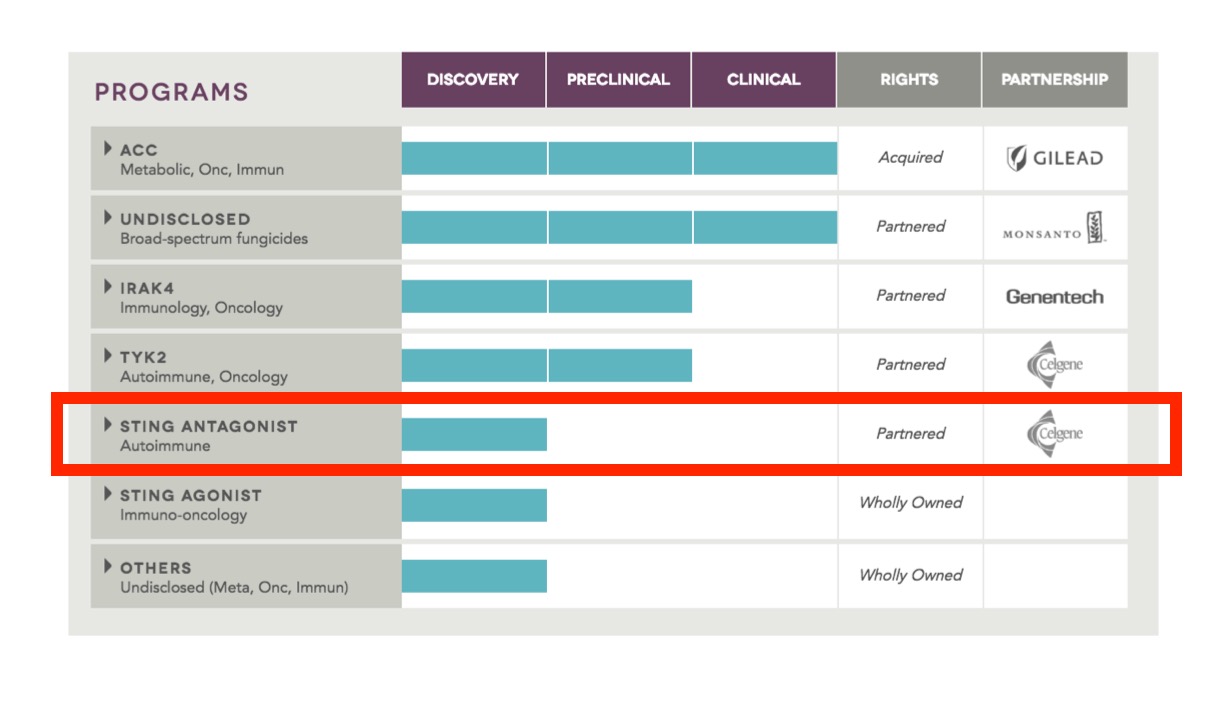 PROGRAMS
DISCOVERY PRECLINICAL CLINICAL RIGHTS PARTNERSHIP
ACC
Metabolic, Onc, Immun
Acquired
GILEAD
UNDISCLOSED
Broad-spectrum fungicides
Partnered
MONSANTO
IRAK4
Immunology, Oncology
Partnered
Genentech
TYK2
Autoimmune, Oncology
Partnered
Celgene
STING ANTAGONIST
Autoimmune
Partnered
Celgene
STING AGONIST
Immuno-oncology
Wholly Owned
OTHERS
Undisclosed (Meta, Onc, Immun)
Wholly Owned